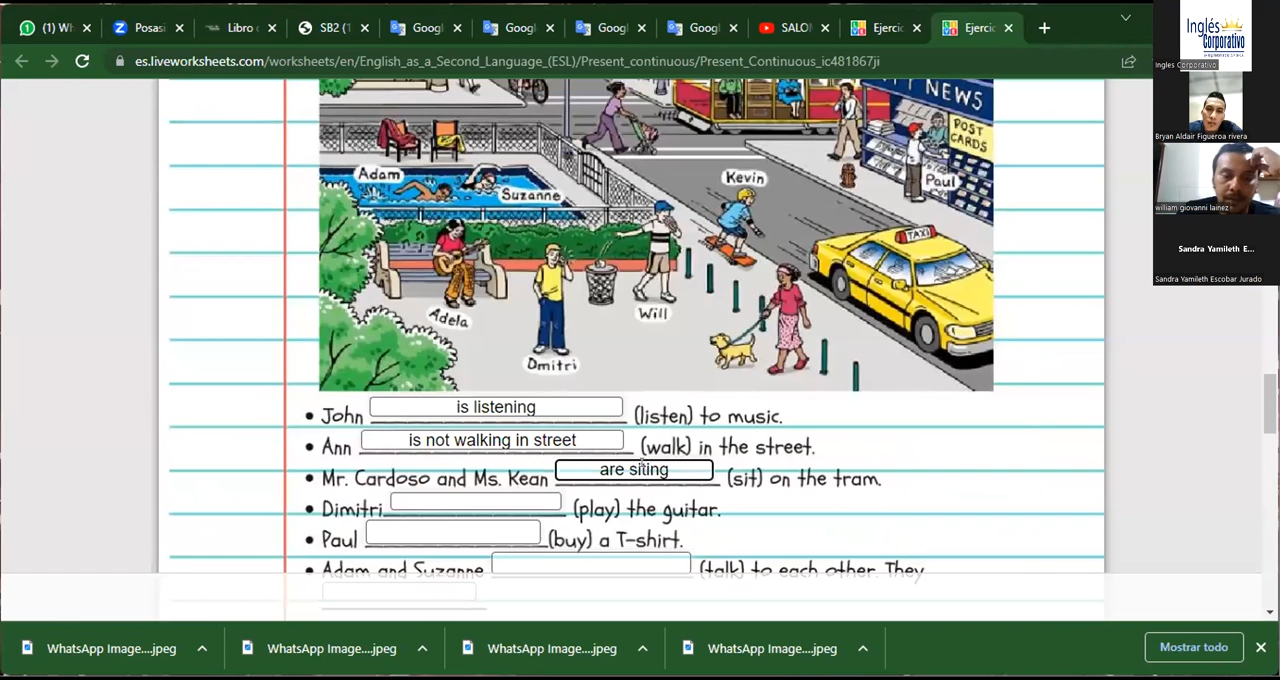 (1) Wh
Posasi
Libro c
SB2 (1
Googl
Googl
Googl
Googl
SALO
Ejercic
Ejercic
es.liveworksheets.com/worksheets/en/English_as_a_Second_Language_(ESL)/Present_continuous/Present_Continuous_ic481867ji
Inglés
Corporativo
Ingles Corporativo
Bryan Aldair Figueroa rivera
william giovanni lainez
Sandra Yamileth E...
Sandra Yamileth Escobar Jurado
NEWS
POST
CARDS
Adam
Suzanne
Kevin
Paul
TAXI
Adela
Will
Dmitri
• John is listening (listen) to music.
• Ann is not walking in street (walk) in the street.
• Mr. Cardoso and Ms. Kean are siting (sit) on the tram.
• Dimitri (play) the guitar.
• Paul (buy) a T-shirt.
• Adam and Suzanne (talk) to each other. They
WhatsApp Image....jpeg
WhatsApp Image....jpeg
WhatsApp Image....jpeg
WhatsApp Image....jpeg
Mostrar todo